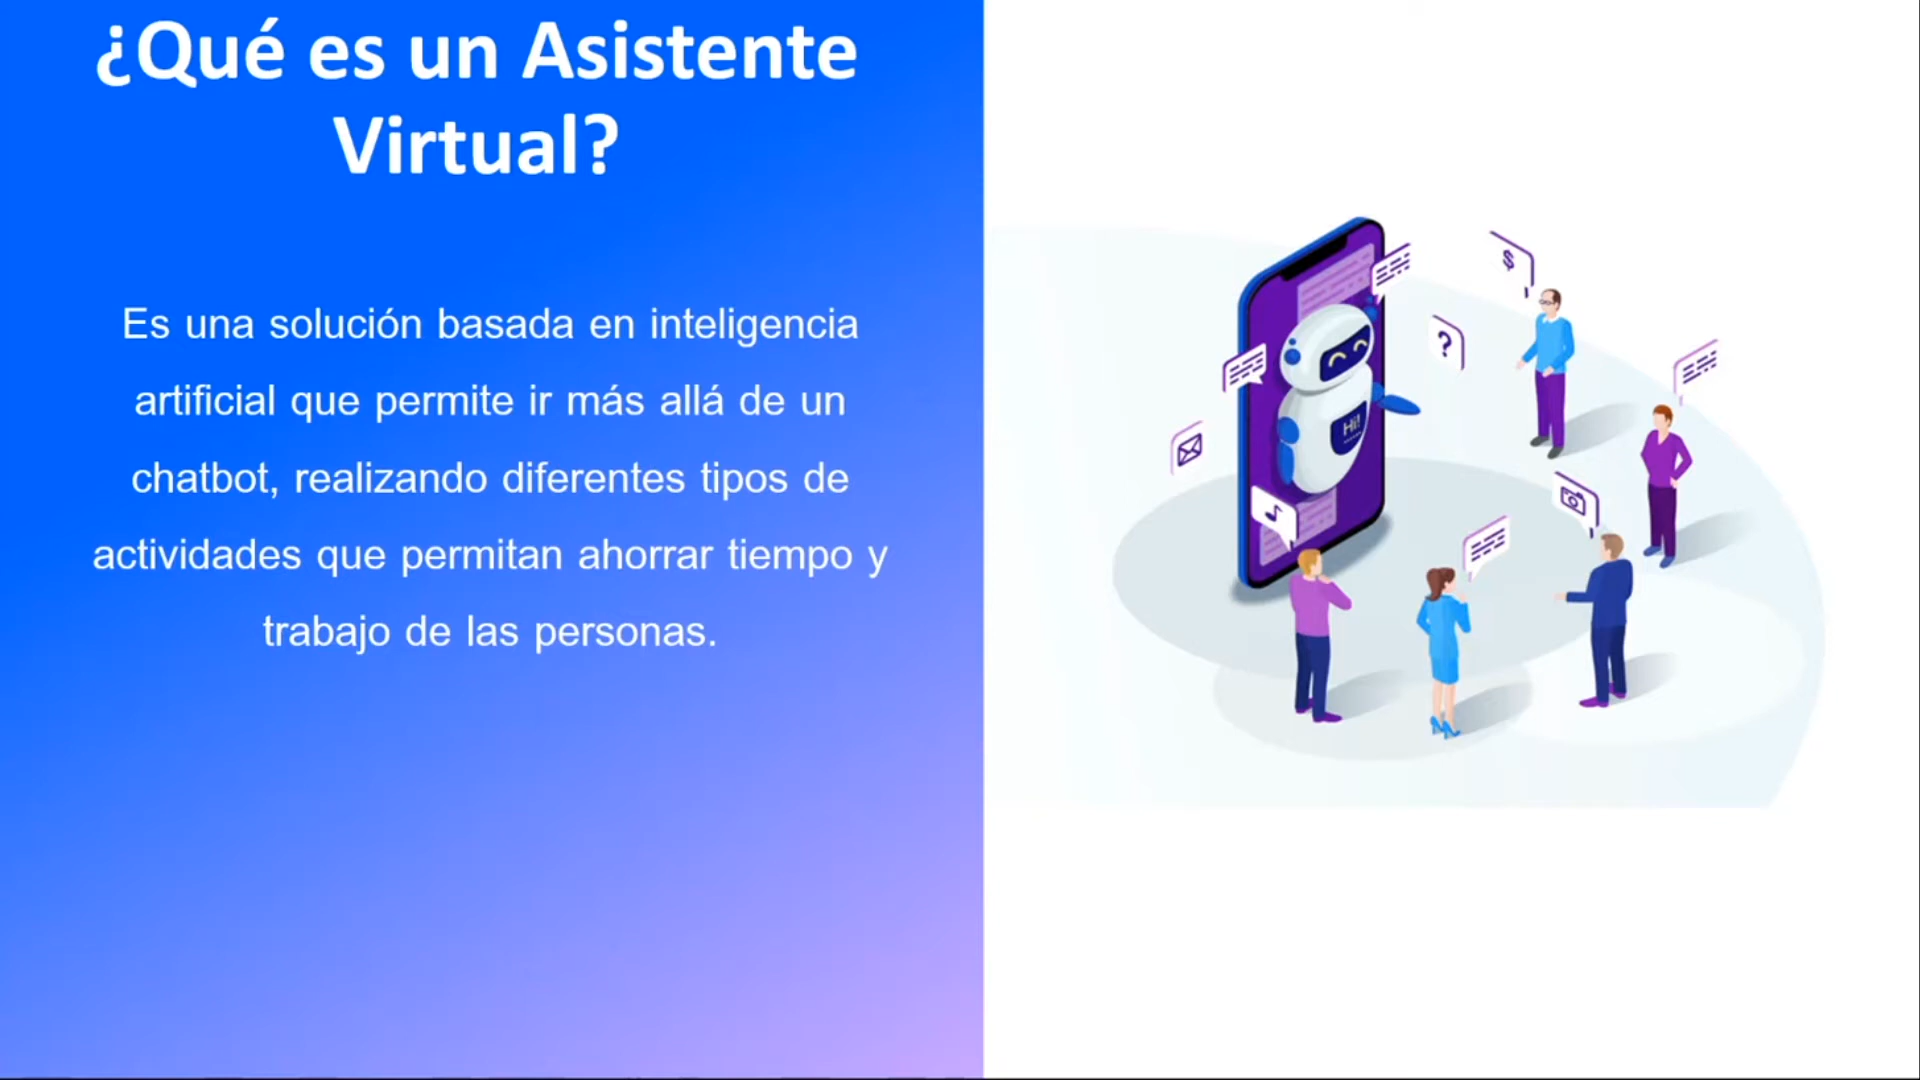 ¿Qué es un Asistente
Virtual?
Es una solución basada en inteligencia
artificial que permite ir más allá de un
chatbot, realizando diferentes tipos de
actividades que permitan ahorrar tiempo y
trabajo de las personas.
$
?
Hi!